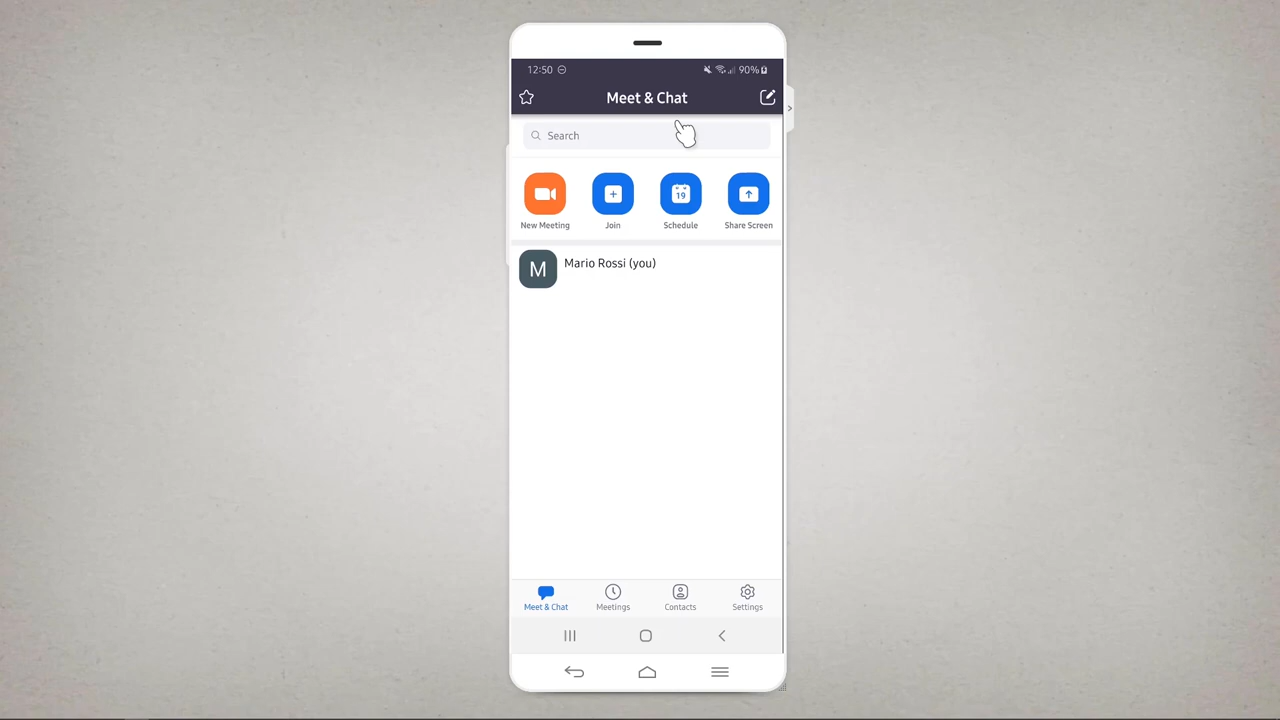 12:50
90%
Meet & Chat
Search
19
New Meeting
Join
Schedule
Share Screen
M
Mario Rossi (you)
Meet & Chat
Meetings
Contacts
Settings